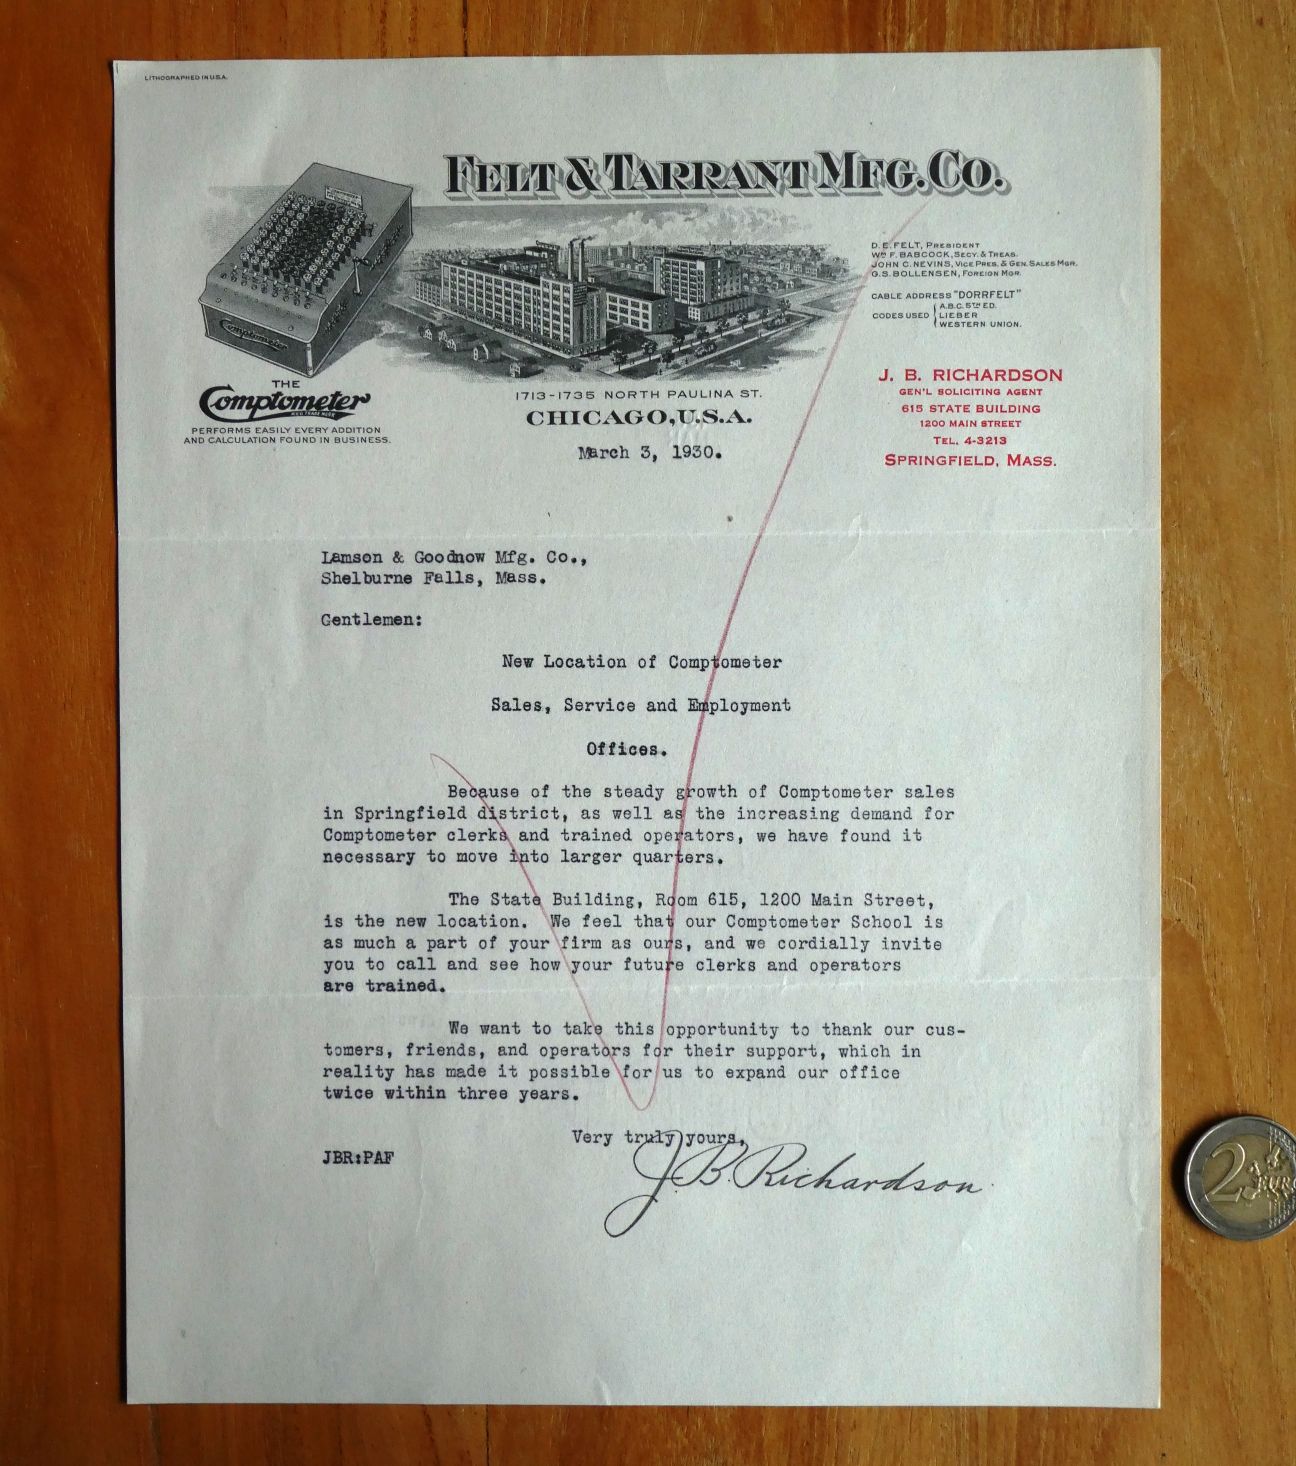 LITHOGRAPHED IN U.S.A.
FELT & TARRANT MFG. CO.
D. E. FELT, PRESIDENT
WM F. BABCOCK, SECY. & TREAS.
JOHN C. NEVINS, VICE PRES. & GEN. SALES MGR.
G. S. BOLLENSEN, FOREIGN MGR.
CABLE ADDRESS "DORRFELT"
CODES USED
A.B.C. 5TH ED.
LIEBER
WESTERN UNION.
Comptometer
THE
Comptometer
PERFORMS EASILY EVERY ADDITION
AND CALCULATION FOUND IN BUSINESS.
1713-1735 NORTH PAULINA ST.
CHICAGO, U.S.A.
J. B. RICHARDSON
GEN'L SOLICITING AGENT
615 STATE BUILDING
1200 MAIN STREET
TEL. 4-3213
SPRINGFIELD, MASS.
March 3, 1930.
Lamson & Goodnow Mfg. Co.,
Shelburne Falls, Mass.
Gentlemen:
New Location of Comptometer
Sales, Service and Employment
Offices.
Because of the steady growth of Comptometer sales
in Springfield district, as well as the increasing demand for
Comptometer clerks and trained operators, we have found it
necessary to move into larger quarters.
The State Building, Room 615, 1200 Main Street,
is the new location. We feel that our Comptometer School is
as much a part of your firm as ours, and we cordially invite
you to call and see how your future clerks and operators
are trained.
We want to take this opportunity to thank our cus-
tomers, friends, and operators for their support, which in
reality has made it possible for us to expand our office
twice within three years.
Very truly yours,
JBR:PAF
J. B. Richardson
2 EURO